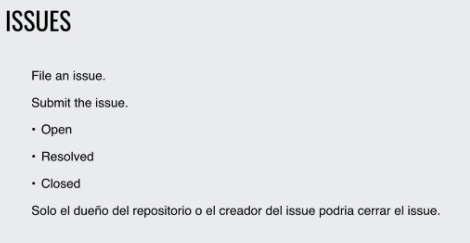 ISSUES
File an issue.
Submit the issue.
• Open
• Resolved
• Closed
Solo el dueño del repositorio o el creador del issue podria cerrar el issue.